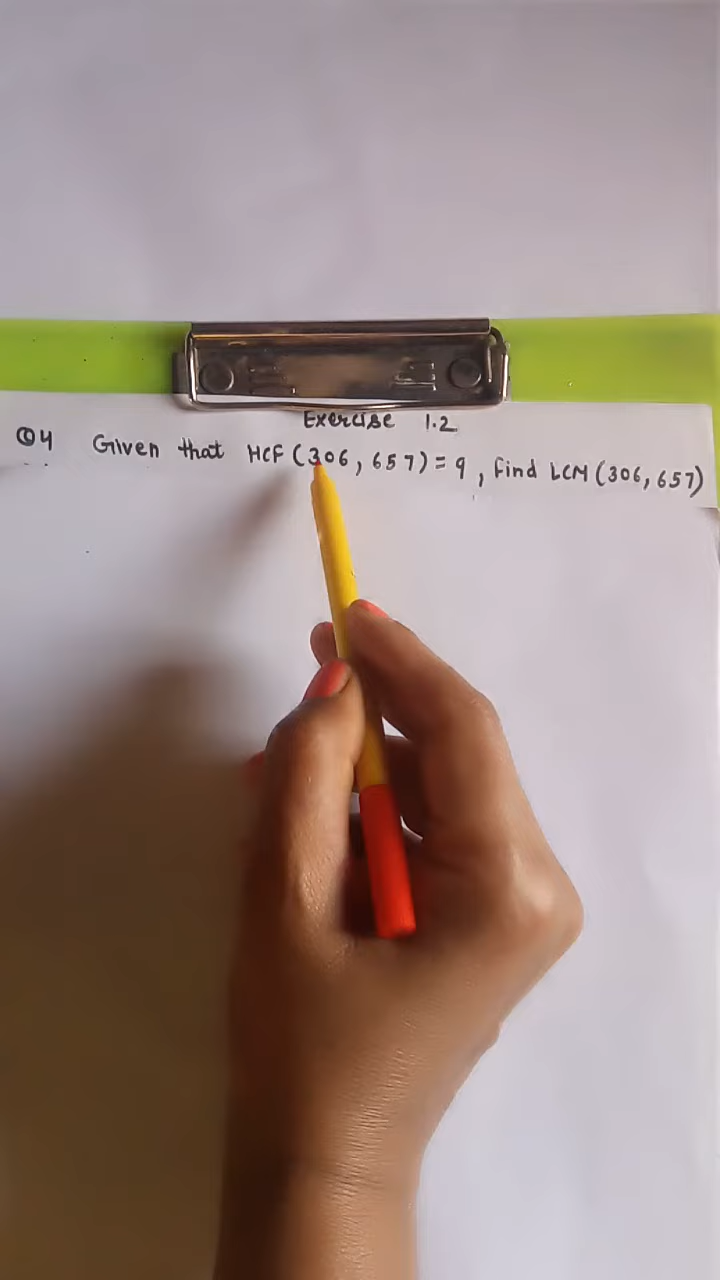 Exercise 1.2
Q4 Given that HCF (306, 657) = 9, find LCM (306, 657)